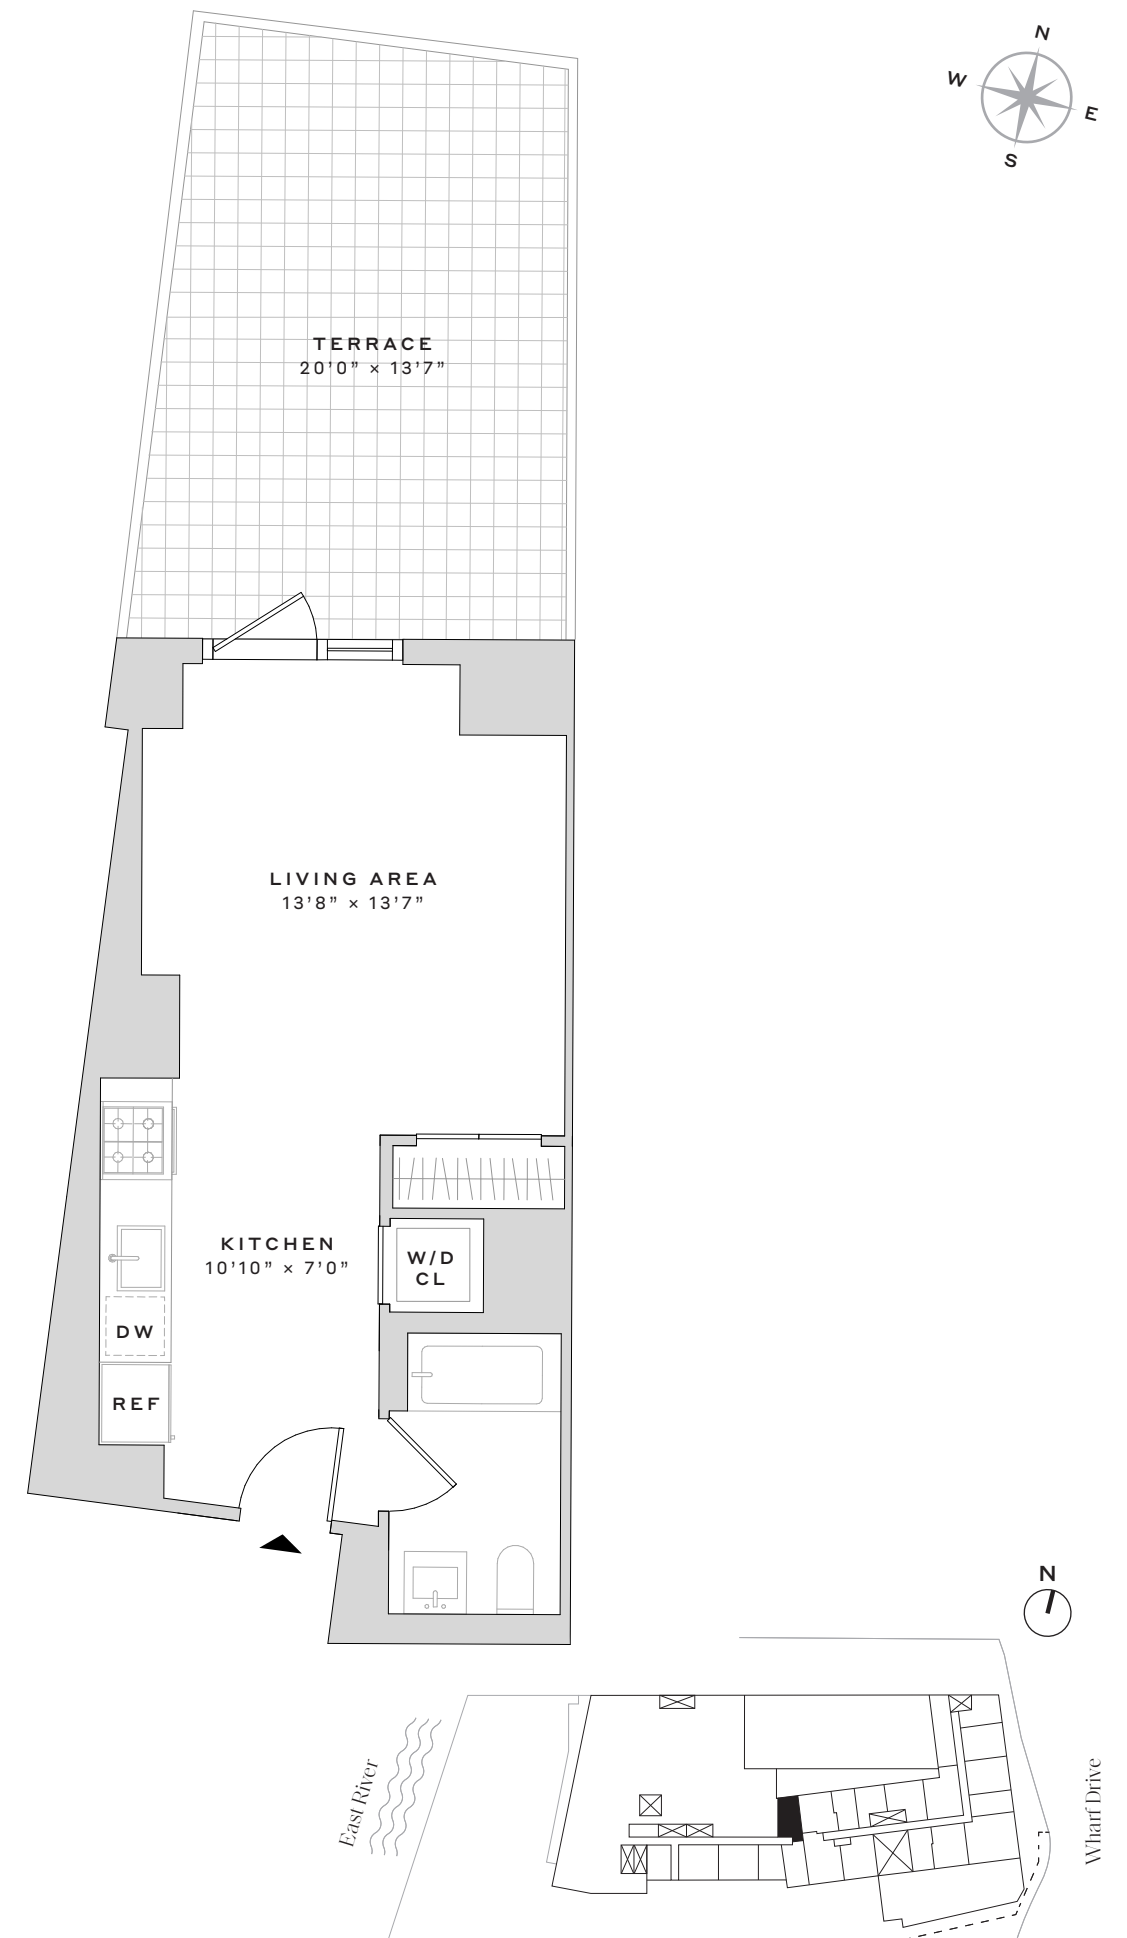 N
W
E
S
TERRACE
20’0” × 13’7”
LIVING AREA
13’8” × 13’7”
KITCHEN
10’10” × 7’0”
W/D
CL
DW
REF
N
East River
Wharf Drive